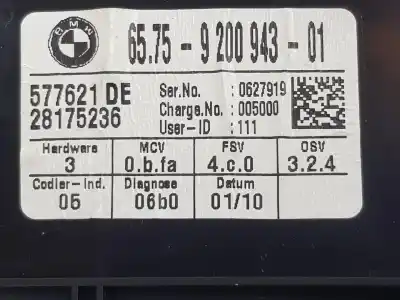 BMW
65.75 - 9 200 943 - 01
577621 DE
28175236
Ser.No. : 0627919
Charge.No. : 005000
User-ID : 111
Hardware MCV FSV OSV
3 0.b.fa 4.c.0 3.2.4
Codier-Ind. Diagnose Datum
05 06b0 01/10